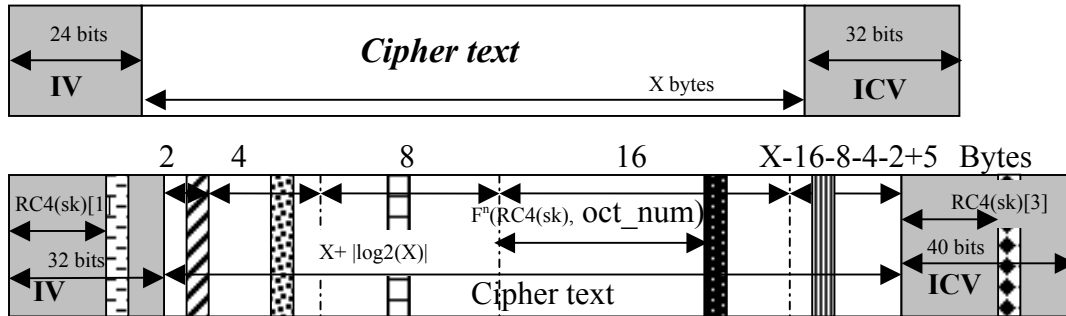 24 bits
IV
Cipher text
X bytes
32 bits
ICV
2 4 8 16 X-16-8-4-2+5 Bytes
RC4(sk)[1]
32 bits
IV
X+ |log2(X)|
Fⁿ(RC4(sk), oct_num)
Cipher text
RC4(sk)[3]
40 bits
ICV